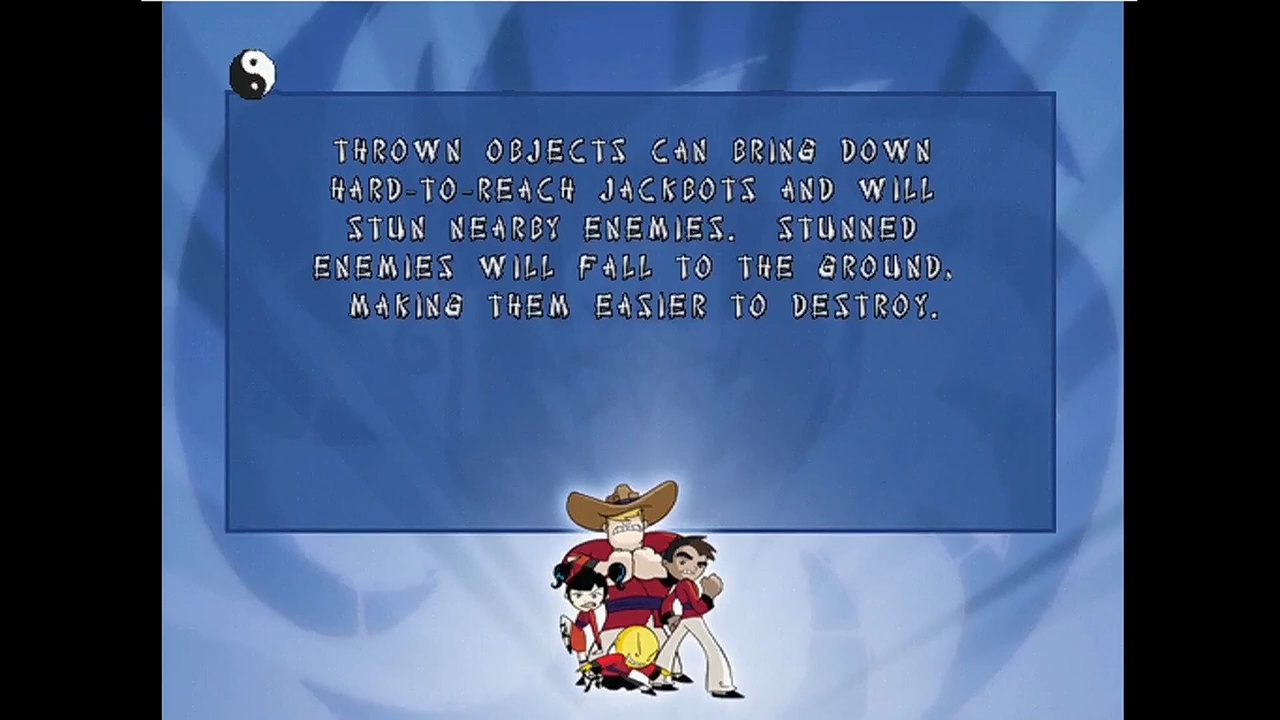 THROWN OBJECTS CAN BRING DOWN
HARD-TO-REACH JACKBOTS AND WILL
STUN NEARBY ENEMIES. STUNNED
ENEMIES WILL FALL TO THE GROUND,
MAKING THEM EASIER TO DESTROY.